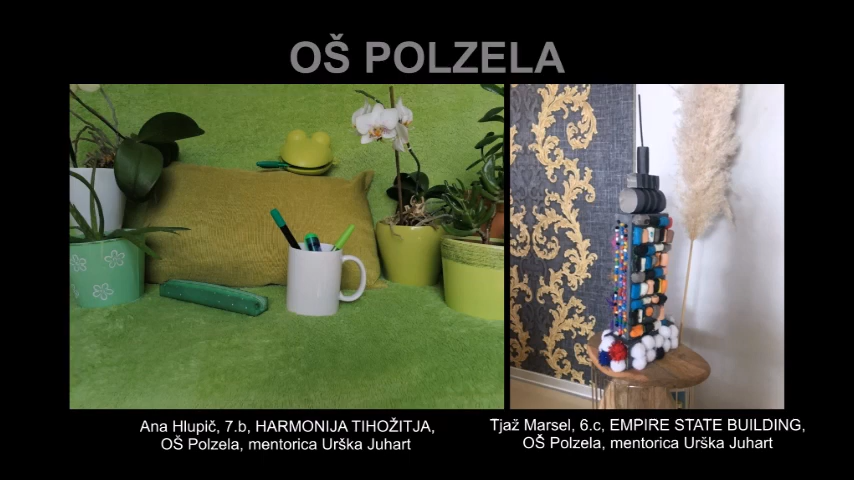 OŠ POLZELA
Ana Hlupič, 7.b, HARMONIJA TIHOŽITJA,
OŠ Polzela, mentorica Urška Juhart
Tjaž Marsel, 6.c, EMPIRE STATE BUILDING,
OŠ Polzela, mentorica Urška Juhart